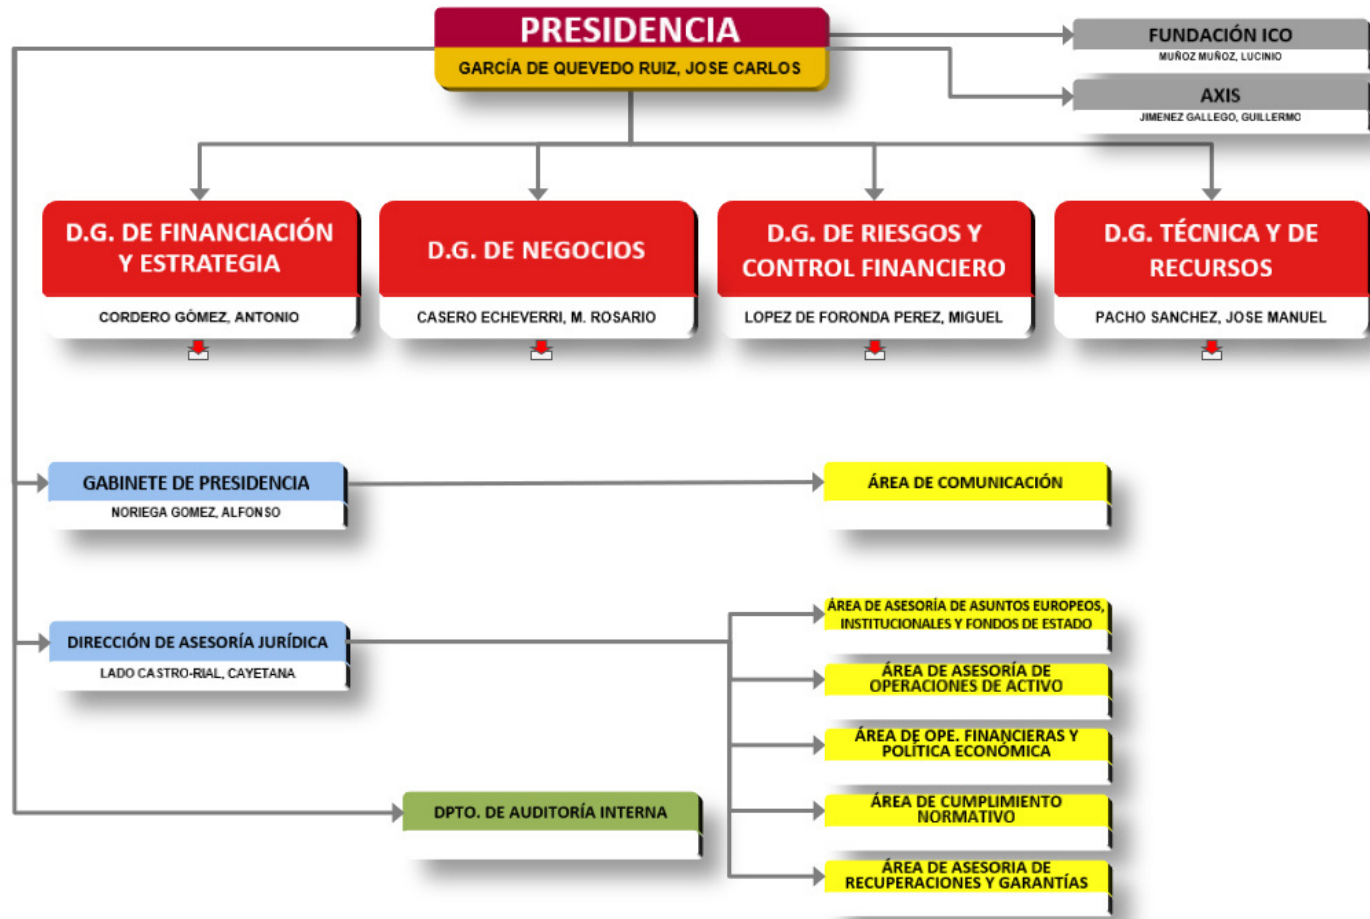 PRESIDENCIA
GARCÍA DE QUEVEDO RUIZ, JOSE CARLOS
FUNDACIÓN ICO
MUÑOZ MUÑOZ, LUCINIO
AXIS
JIMENEZ GALLEGO, GUILLERMO
D.G. DE FINANCIACIÓN
Y ESTRATEGIA
CORDERO GÓMEZ, ANTONIO
D.G. DE NEGOCIOS
CASERO ECHEVERRI, M. ROSARIO
D.G. DE RIESGOS Y
CONTROL FINANCIERO
LOPEZ DE FORONDA PEREZ, MIGUEL
D.G. TÉCNICA Y DE
RECURSOS
PACHO SANCHEZ, JOSE MANUEL
GABINETE DE PRESIDENCIA
NORIEGA GOMEZ, ALFONSO
ÁREA DE COMUNICACIÓN
DIRECCIÓN DE ASESORÍA JURÍDICA
LADO CASTRO-RIAL, CAYETANA
ÁREA DE ASESORÍA DE ASUNTOS EUROPEOS,
INSTITUCIONALES Y FONDOS DE ESTADO
ÁREA DE ASESORÍA DE
OPERACIONES DE ACTIVO
ÁREA DE OPE. FINANCIERAS Y
POLÍTICA ECONÓMICA
ÁREA DE CUMPLIMIENTO
NORMATIVO
ÁREA DE ASESORIA DE
RECUPERACIONES Y GARANTÍAS
DPTO. DE AUDITORÍA INTERNA